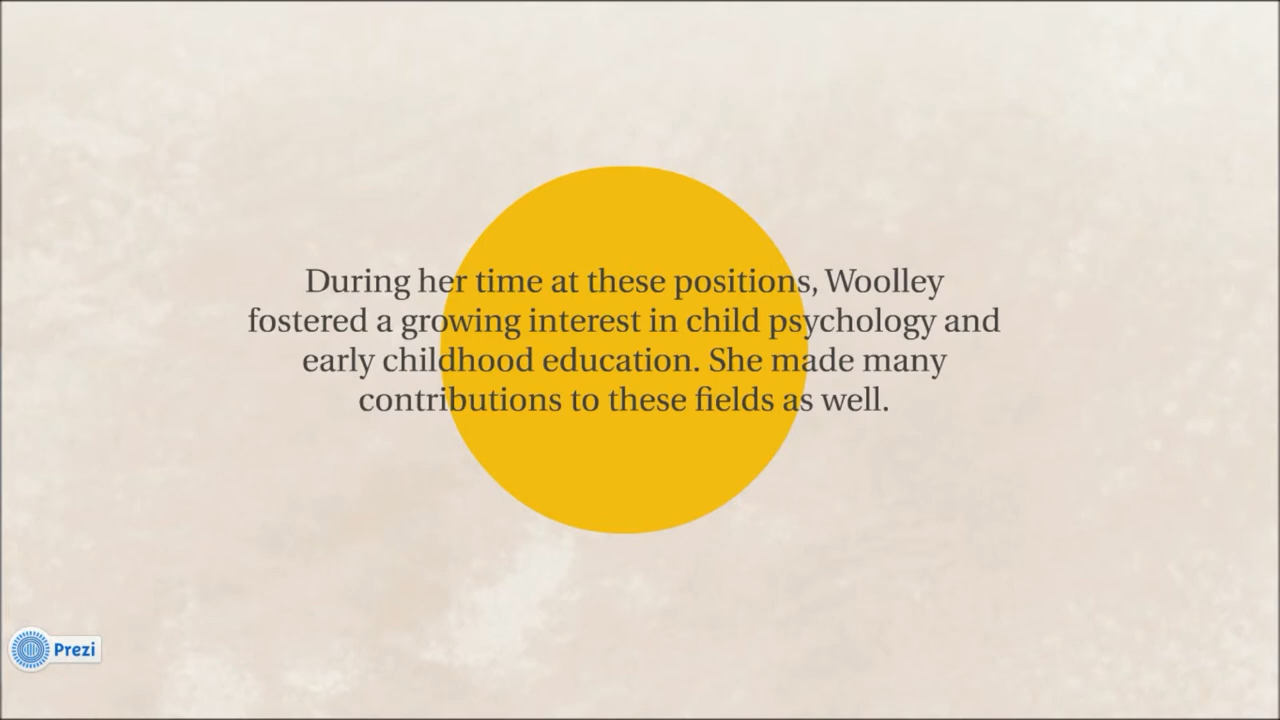 During her time at these positions, Woolley
fostered a growing interest in child psychology and
early childhood education. She made many
contributions to these fields as well.
Prezi